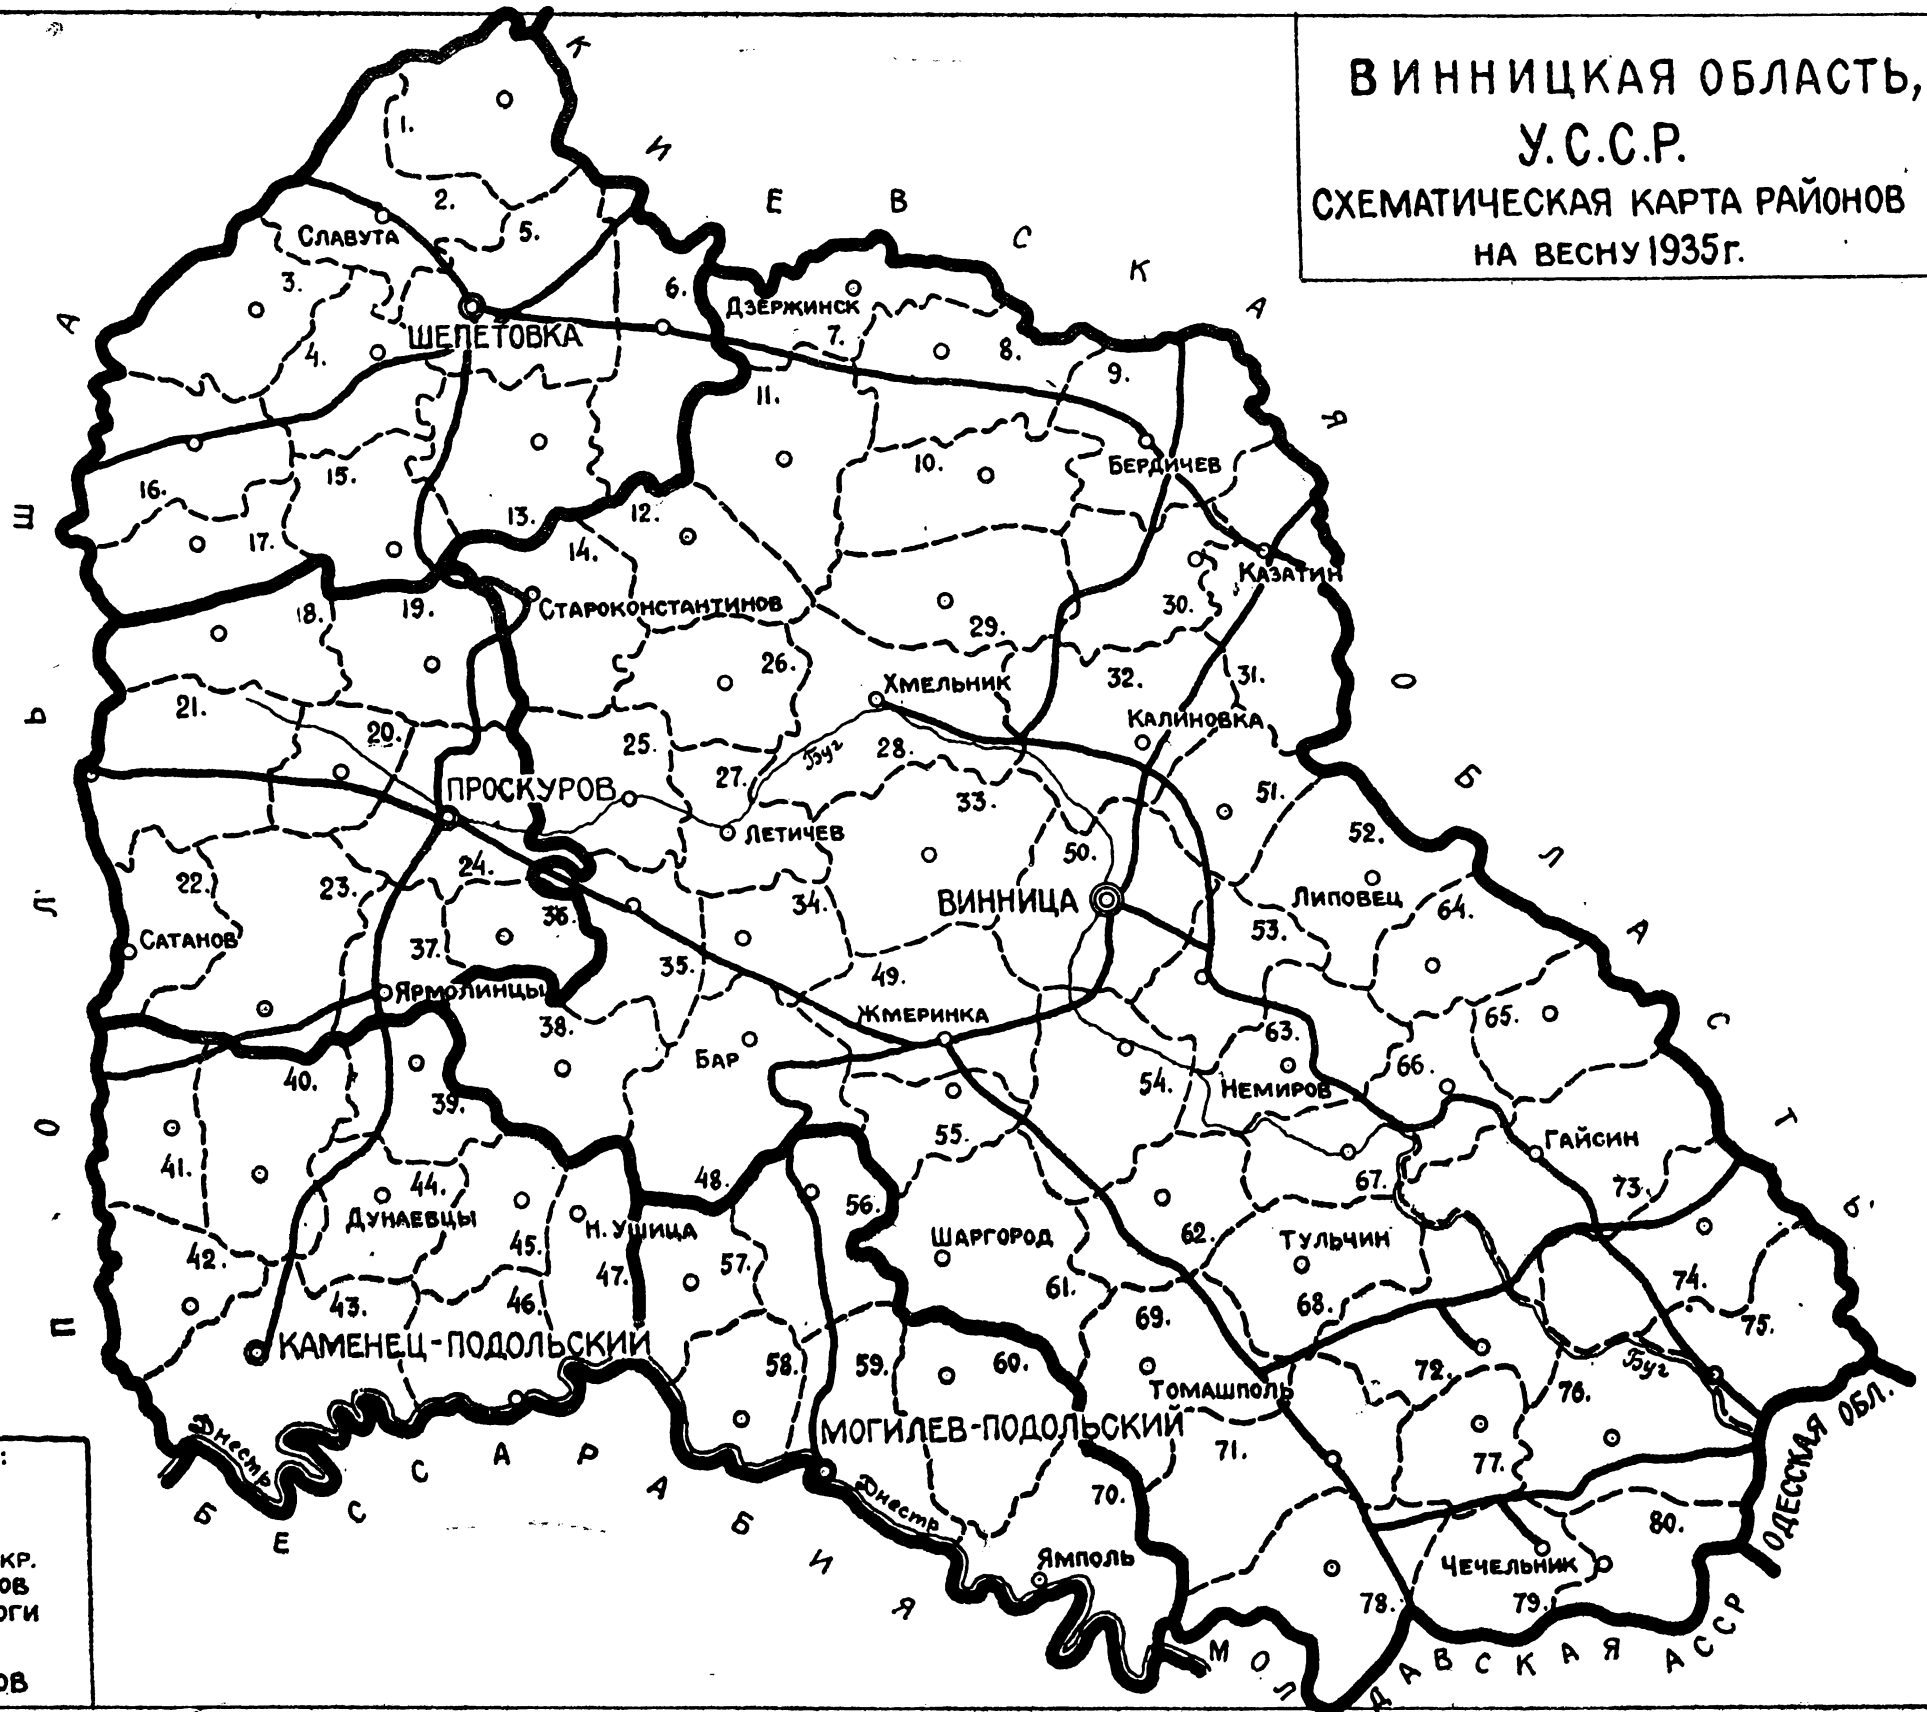 ВИННИЦКАЯ ОБЛАСТЬ,
У.С.С.Р.
СХЕМАТИЧЕСКАЯ КАРТА РАЙОНОВ
НА ВЕСНУ 1935г.
КИЕВСКАЯ ОБЛАСТЬ.
ПОЛЬША
БЕССАРАБИЯ
МОЛДАВСКАЯ АССР
ОДЕССКАЯ ОБЛ.
1.
2.
5.
СЛАВУТА
3.
6.
ДЗЕРЖИНСК
ШЕПЕТОВКА
7.
8.
4.
9.
11.
10.
БЕРДИЧЕВ
15.
16.
13.
12.
17.
14.
КАЗАТИН
18.
19.
СТАРОКОНСТАНТИНОВ
30.
29.
26.
32.
31.
ХМЕЛЬНИК
21.
КАЛИНОВКА
20.
25.
28.
Буг
27.
ПРОСКУРОВ
33.
51.
ЛЕТИЧЕВ
52.
50.
24.
22.
23.
34.
ВИННИЦА
ЛИПОВЕЦ
64.
36.
53.
САТАНОВ
37.
35.
49.
ЯРМОЛИНЦЫ
ЖМЕРИНКА
65.
38.
63.
БАР
66.
40.
54.
НЕМИРОВ
39.
55.
ГАЙСИН
41.
44.
48.
67.
73.
56.
ДУНАЕВЦЫ
Н. УШИЦА
ШАРГОРОД
62.
ТУЛЬЧИН
45.
42.
57.
47.
61.
74.
43.
46.
68.
69.
75.
КАМЕНЕЦ-ПОДОЛЬСКИЙ
58.
59.
60.
72.
Буг
76.
ТОМАШПОЛЬ
МОГИЛЕВ-ПОДОЛЬСКИЙ
71.
Днестр
77.
70.
Днестр
80.
ЯМПОЛЬ
ЧЕЧЕЛЬНИК
78.
79.
:
КР.
ОВ
ОГИ
ОВ